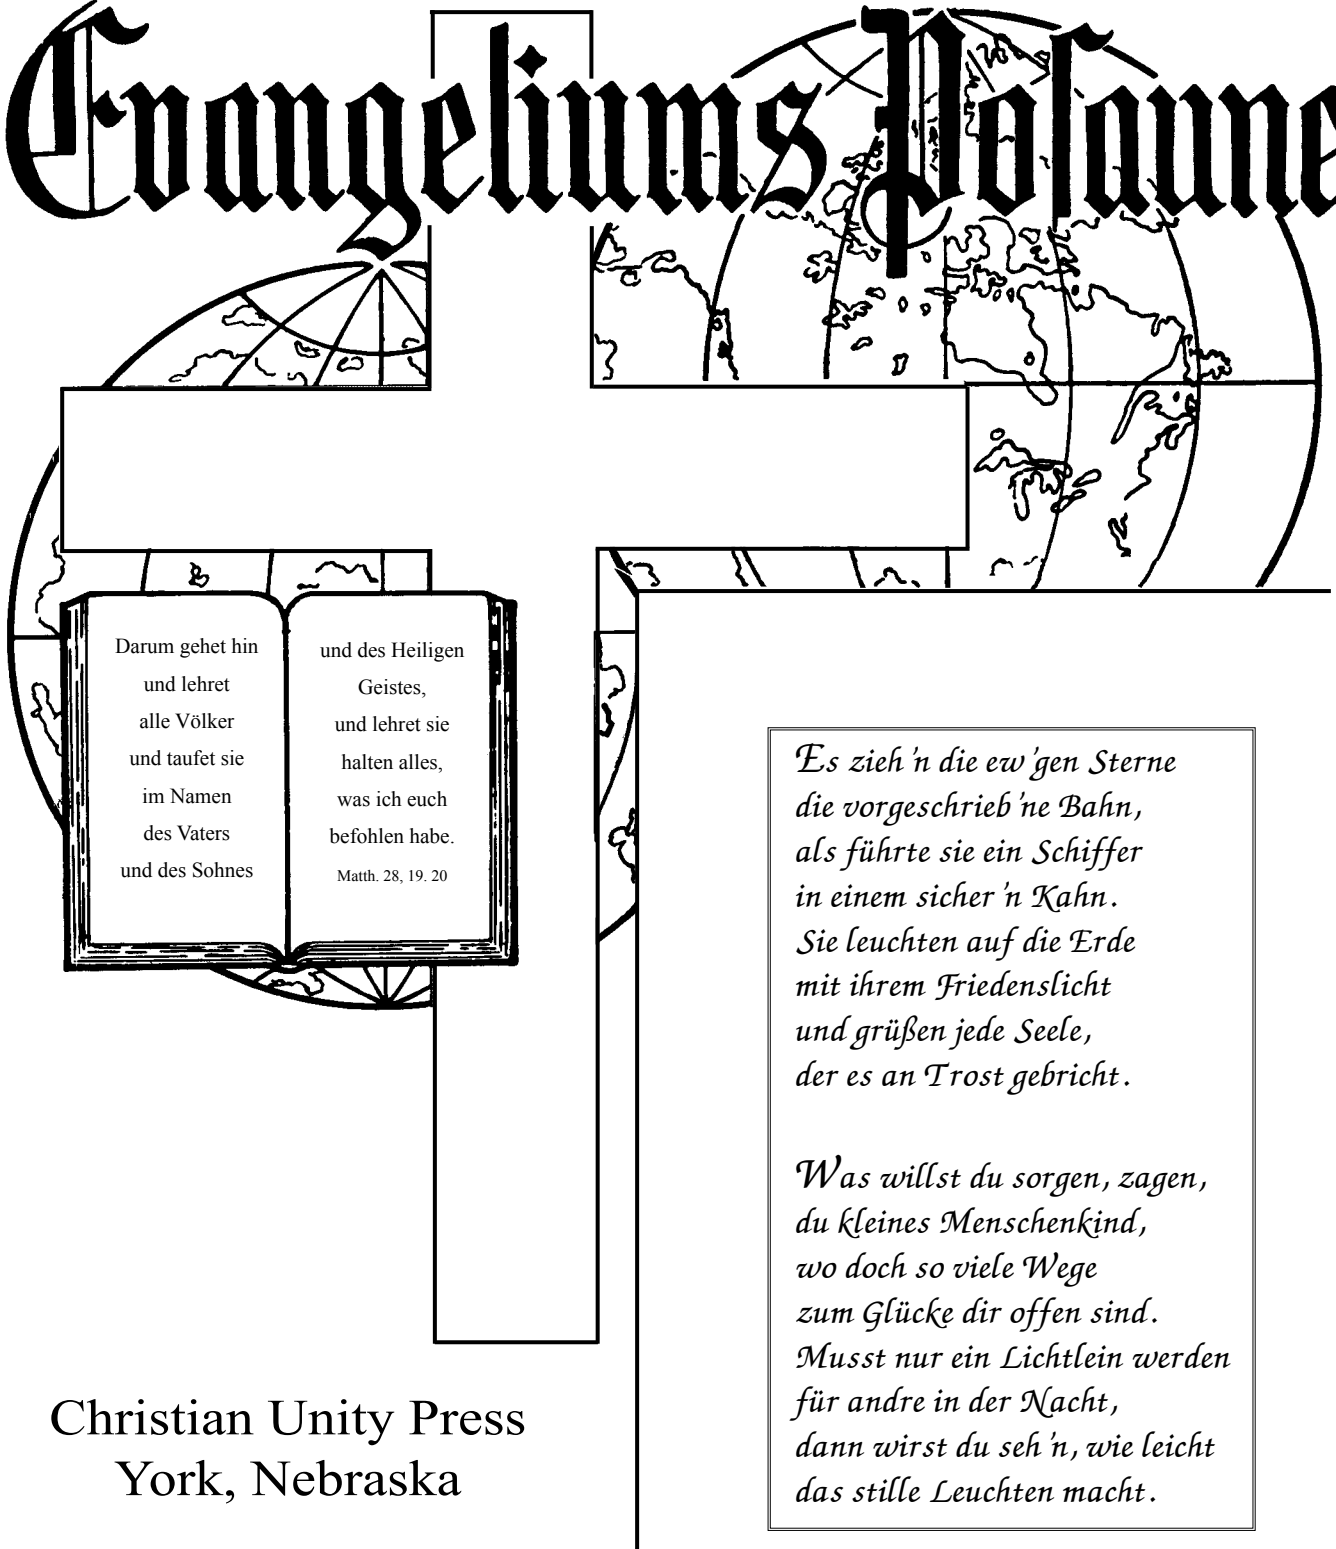 Evangeliums Poſaune
Darum gehet hin
und lehret
alle Völker
und taufet sie
im Namen
des Vaters
und des Sohnes
und des Heiligen
Geistes,
und lehret sie
halten alles,
was ich euch
befohlen habe.
Matth. 28, 19. 20
Es zieh'n die ew'gen Sterne
die vorgeschrieb'ne Bahn,
als führte sie ein Schiffer
in einem sicher'n Kahn.
Sie leuchten auf die Erde
mit ihrem Friedenslicht
und grüßen jede Seele,
der es an Trost gebricht.
Was willst du sorgen, zagen,
du kleines Menschenkind,
wo doch so viele Wege
zum Glücke dir offen sind.
Musst nur ein Lichtlein werden
für andre in der Nacht,
dann wirst du seh'n, wie leicht
das stille Leuchten macht.
Christian Unity Press
York, Nebraska